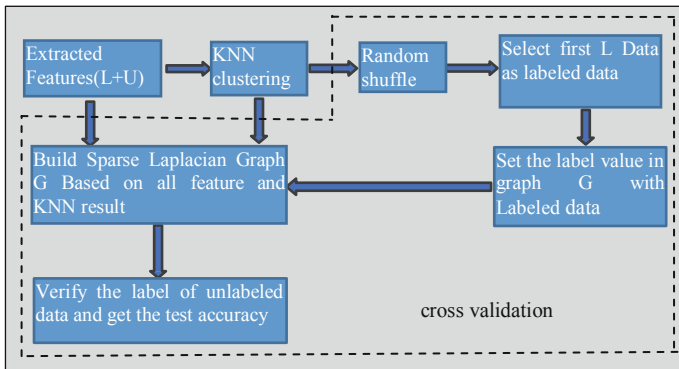 Extracted
Features(L+U)
KNN
clustering
Random
shuffle
Select first L Data
as labeled data
Build Sparse Laplacian Graph
G Based on all feature and
KNN result
Set the label value in
graph G with
Labeled data
Verify the label of unlabeled
data and get the test accuracy
cross validation